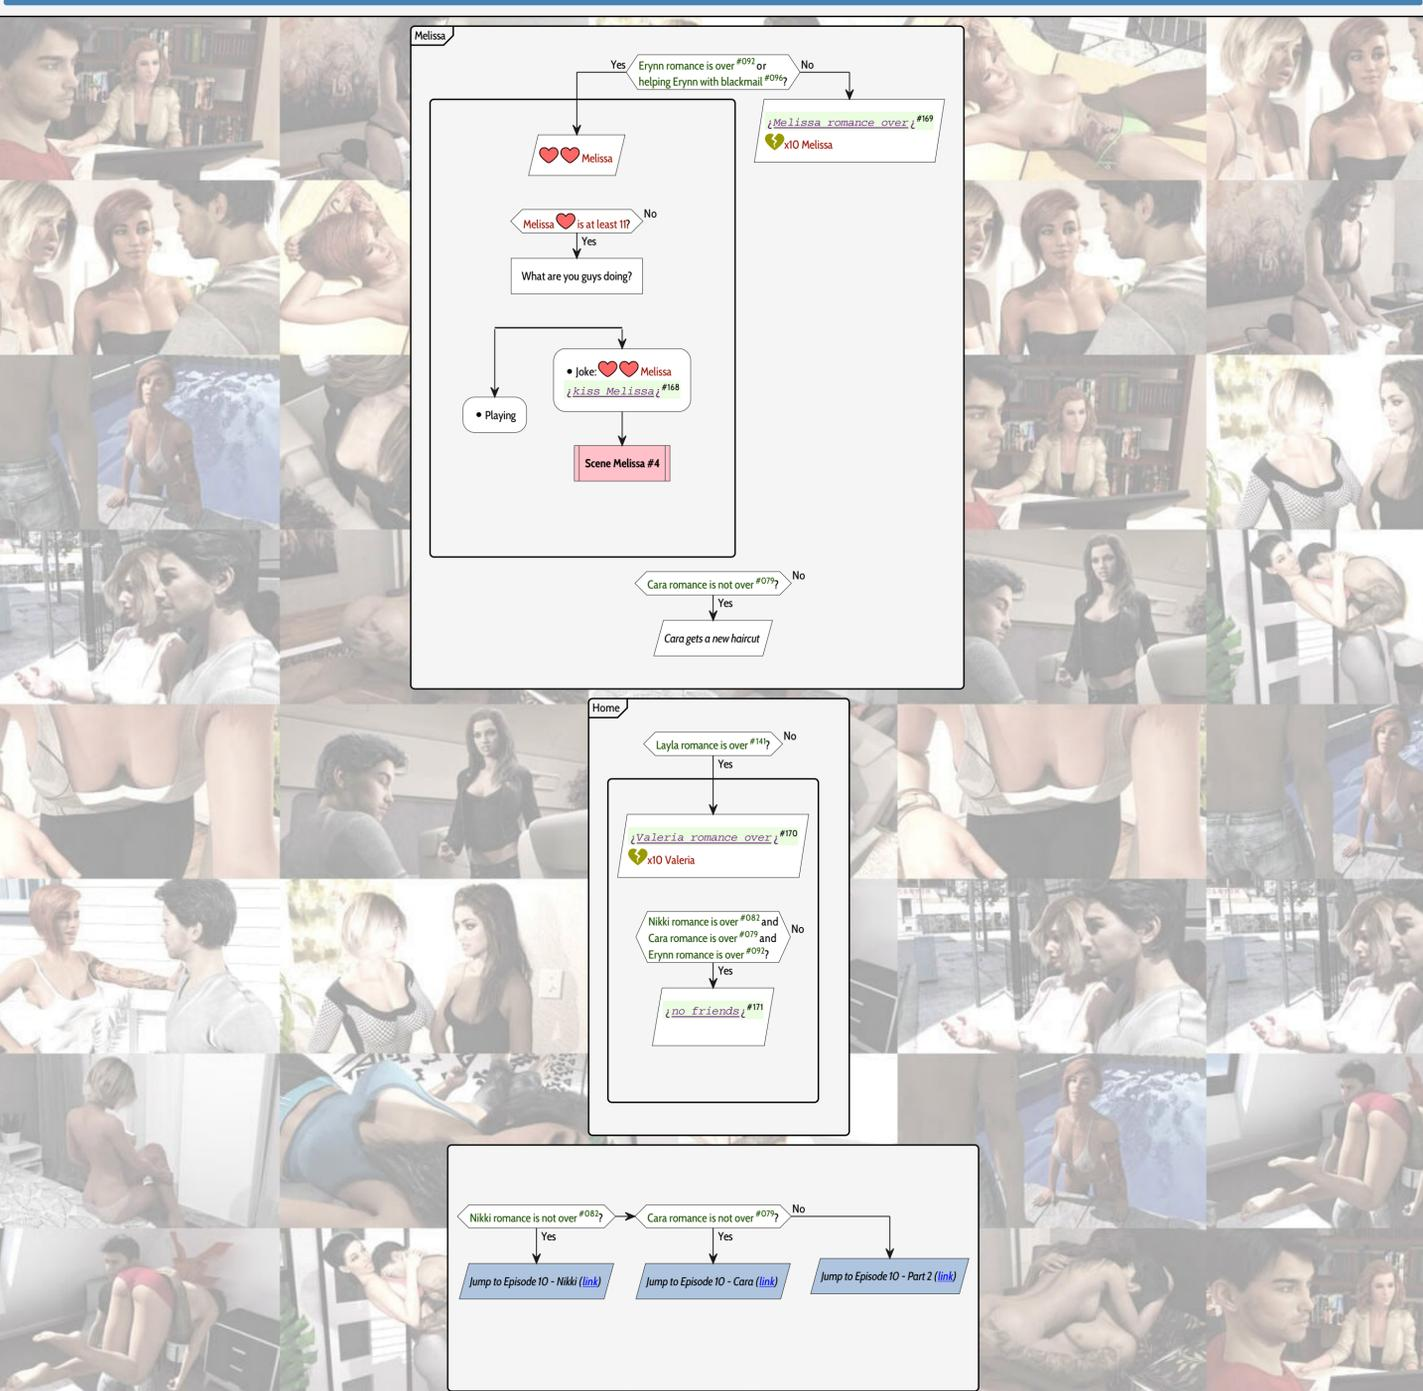 Melissa
Yes
Erynn romance is over #092 or
helping Erynn with blackmail #096?
No
¿Melissa romance over¿ #169
x10 Melissa
Melissa
Melissa is at least 11?
No
Yes
What are you guys doing?
• Playing
• Joke: Melissa
¿kiss Melissa¿ #168
Scene Melissa #4
Cara romance is not over #079?
No
Yes
Cara gets a new haircut
Home
Layla romance is over #141?
No
Yes
¿Valeria romance over¿ #170
x10 Valeria
Nikki romance is over #082 and
Cara romance is over #079 and
Erynn romance is over #092?
No
Yes
¿no friends¿ #171
Nikki romance is not over #082?
Cara romance is not over #079?
No
Yes
Yes
Jump to Episode 10 - Nikki (link)
Jump to Episode 10 - Cara (link)
Jump to Episode 10 - Part 2 (link)